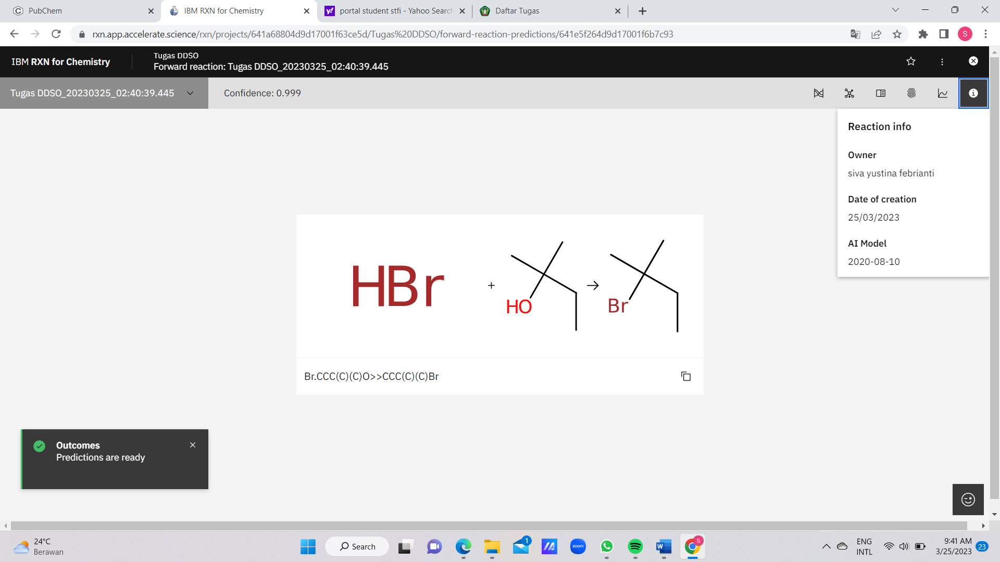 PubChem
IBM RXN for Chemistry
portal student stfi - Yahoo Search
Daftar Tugas
rxn.app.accelerate.science/rxn/projects/641a68804d9d17001f63ce5d/Tugas%20DDSO/forward-reaction-predictions/641e5f264d9d17001f6b7c93
S
IBM RXN for Chemistry
Tugas DDSO
Forward reaction: Tugas DDSO_20230325_02:40:39.445
Tugas DDSO_20230325_02:40:39.445
Confidence: 0.999
Reaction info
Owner
siva yustina febrianti
Date of creation
25/03/2023
AI Model
2020-08-10
HBr
+
HO
→
Br
Br.CCC(C)(C)O>>CCC(C)(C)Br
Outcomes
Predictions are ready
24°C
Berawan
Search
1
zoom
S
ENG
INTL
9:41 AM
3/25/2023
23